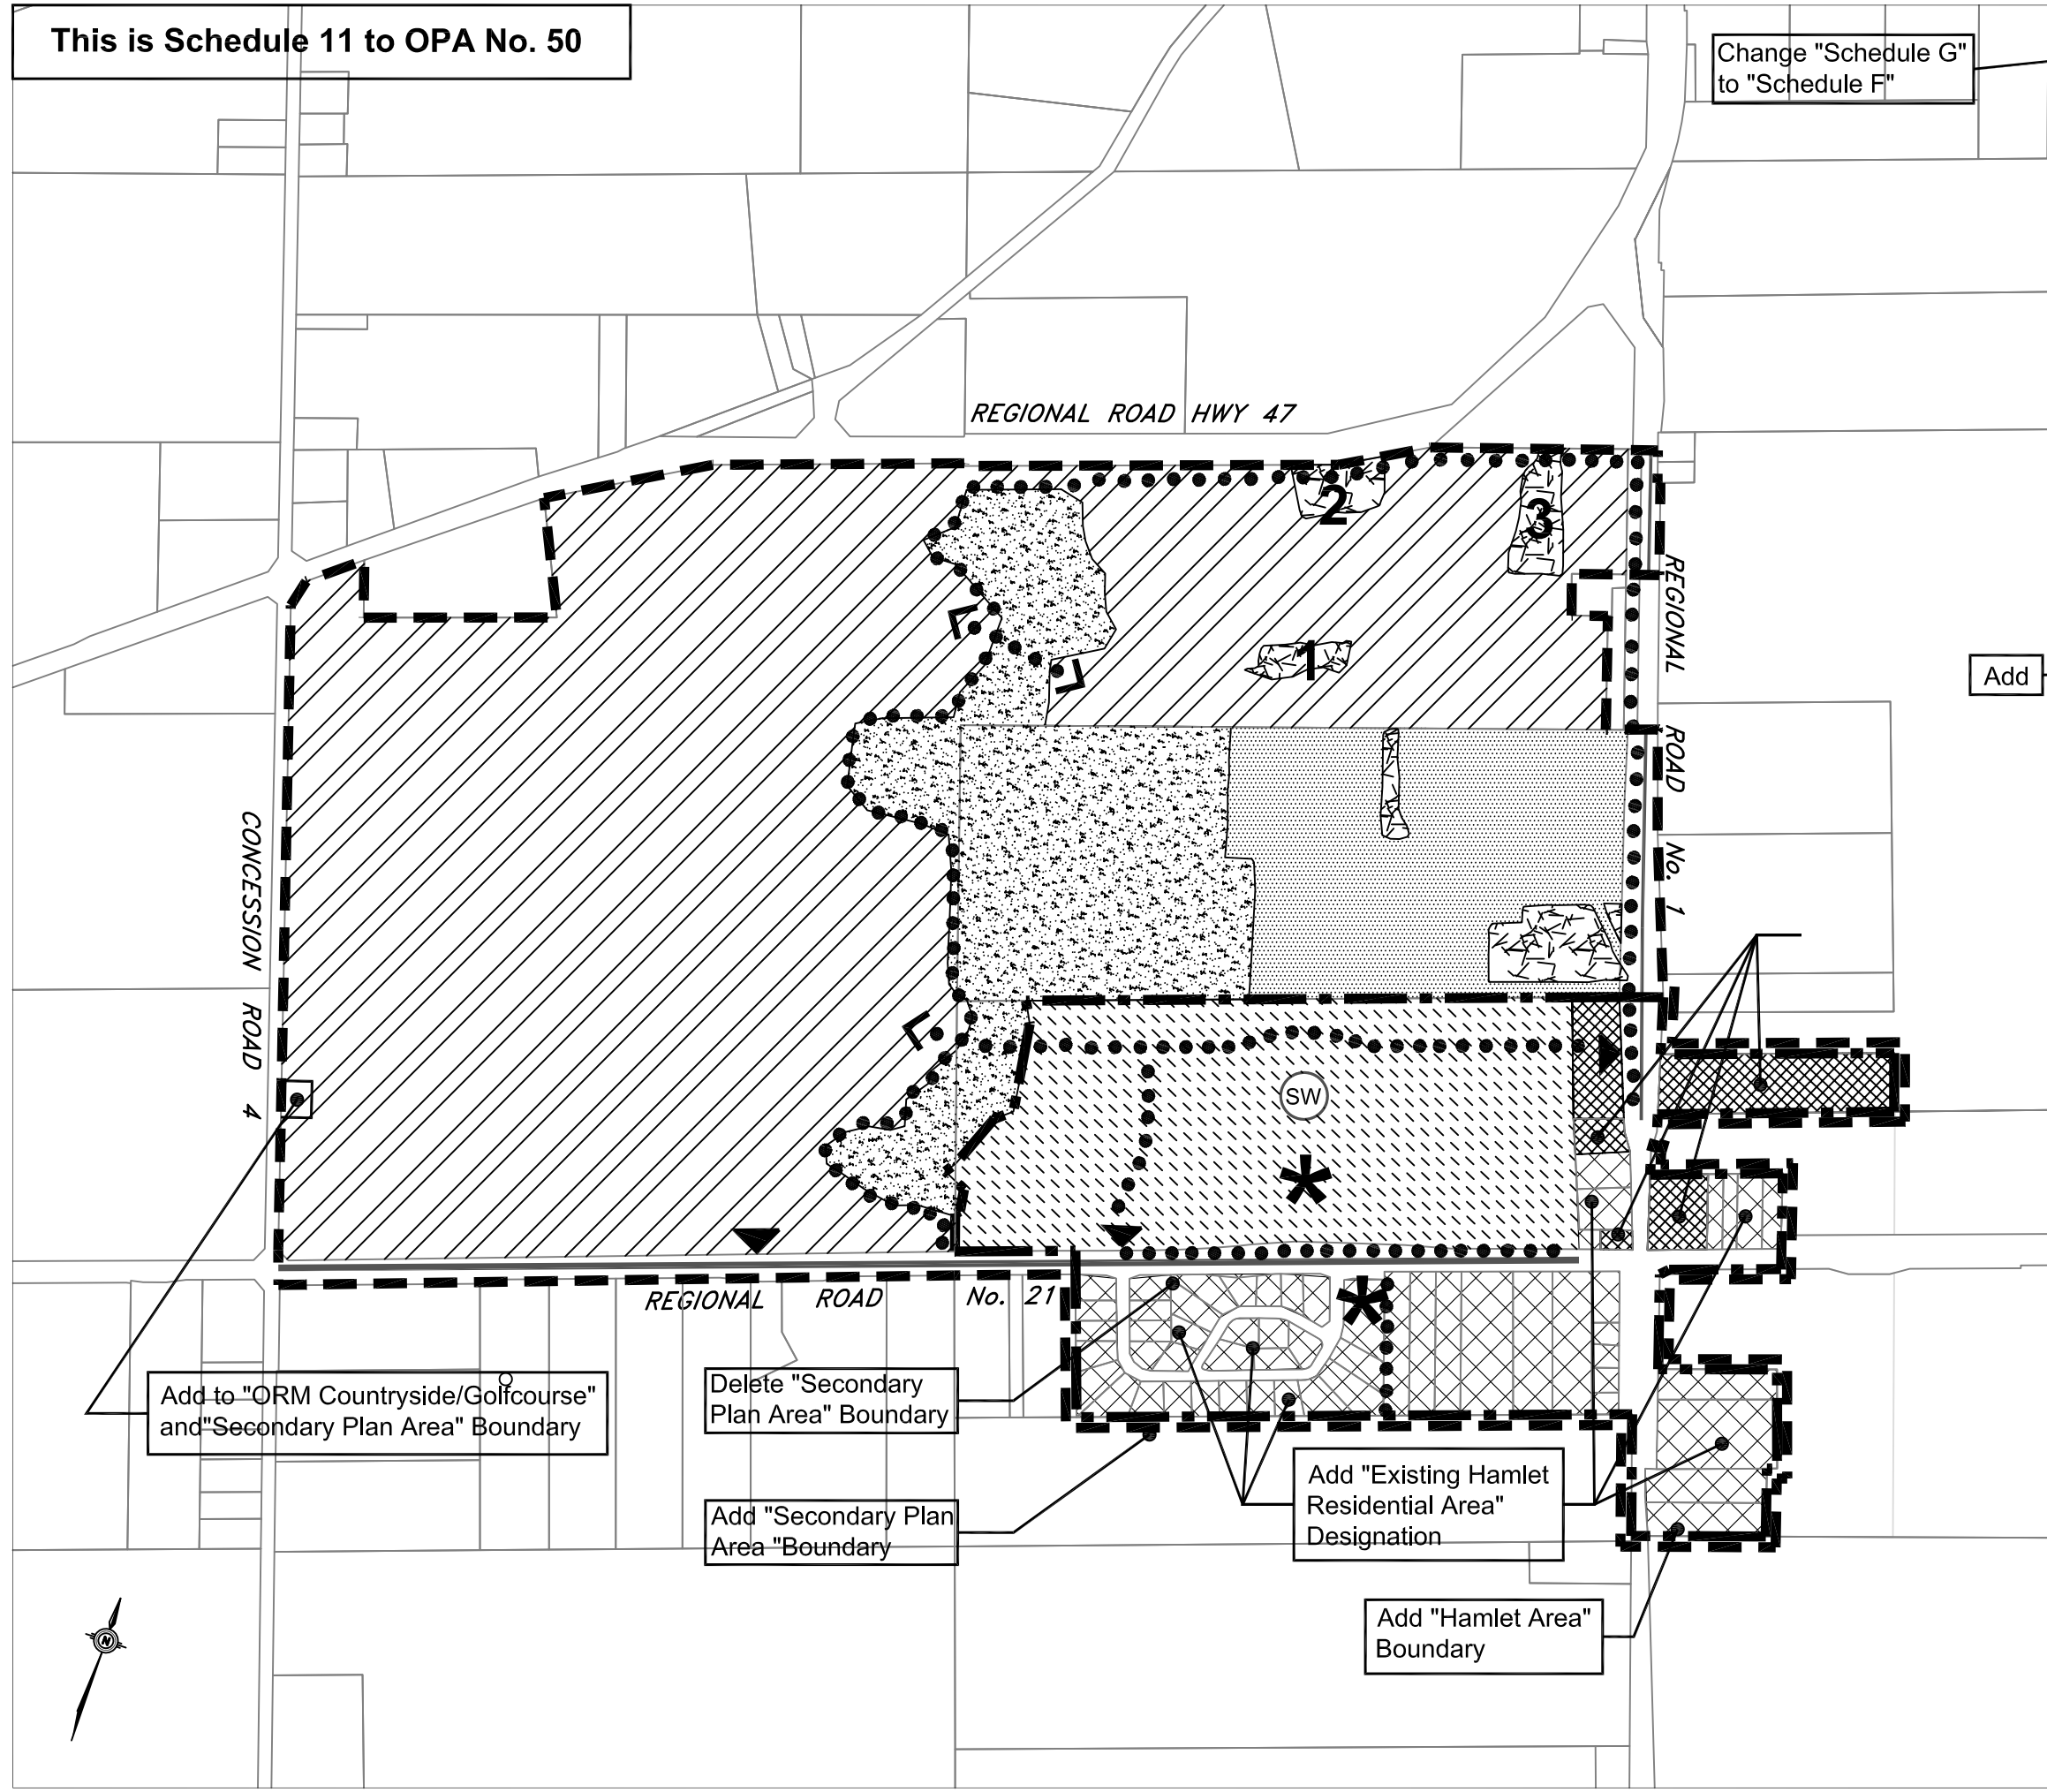 This is Schedule 11 to OPA No. 50
Change "Schedule G"
to "Schedule F"
REGIONAL ROAD HWY 47
2
3
1
REGIONAL ROAD No. 1
Add
CONCESSION ROAD 4
SW
*
*
REGIONAL ROAD No. 21
Add to "ORM Countryside/Golfcourse"
and"Secondary Plan Area" Boundary
Delete "Secondary
Plan Area" Boundary
Add "Secondary Plan
Area "Boundary
Add "Existing Hamlet
Residential Area"
Designation
Add "Hamlet Area"
Boundary
N